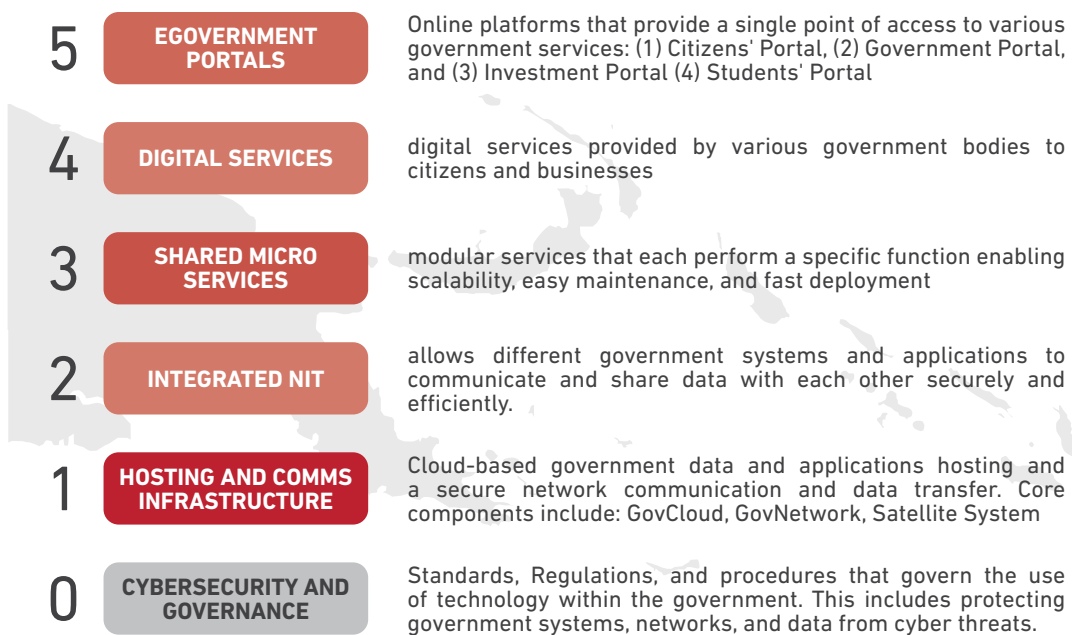 5
EGOVERNMENT
PORTALS
Online platforms that provide a single point of access to various
government services: (1) Citizens' Portal, (2) Government Portal,
and (3) Investment Portal (4) Students' Portal
4
DIGITAL SERVICES
digital services provided by various government bodies to
citizens and businesses
3
SHARED MICRO
SERVICES
modular services that each perform a specific function enabling
scalability, easy maintenance, and fast deployment
2
INTEGRATED NIT
allows different government systems and applications to
communicate and share data with each other securely and
efficiently.
1
HOSTING AND COMMS
INFRASTRUCTURE
Cloud-based government data and applications hosting and
a secure network communication and data transfer. Core
components include: GovCloud, GovNetwork, Satellite System
0
CYBERSECURITY AND
GOVERNANCE
Standards, Regulations, and procedures that govern the use
of technology within the government. This includes protecting
government systems, networks, and data from cyber threats.